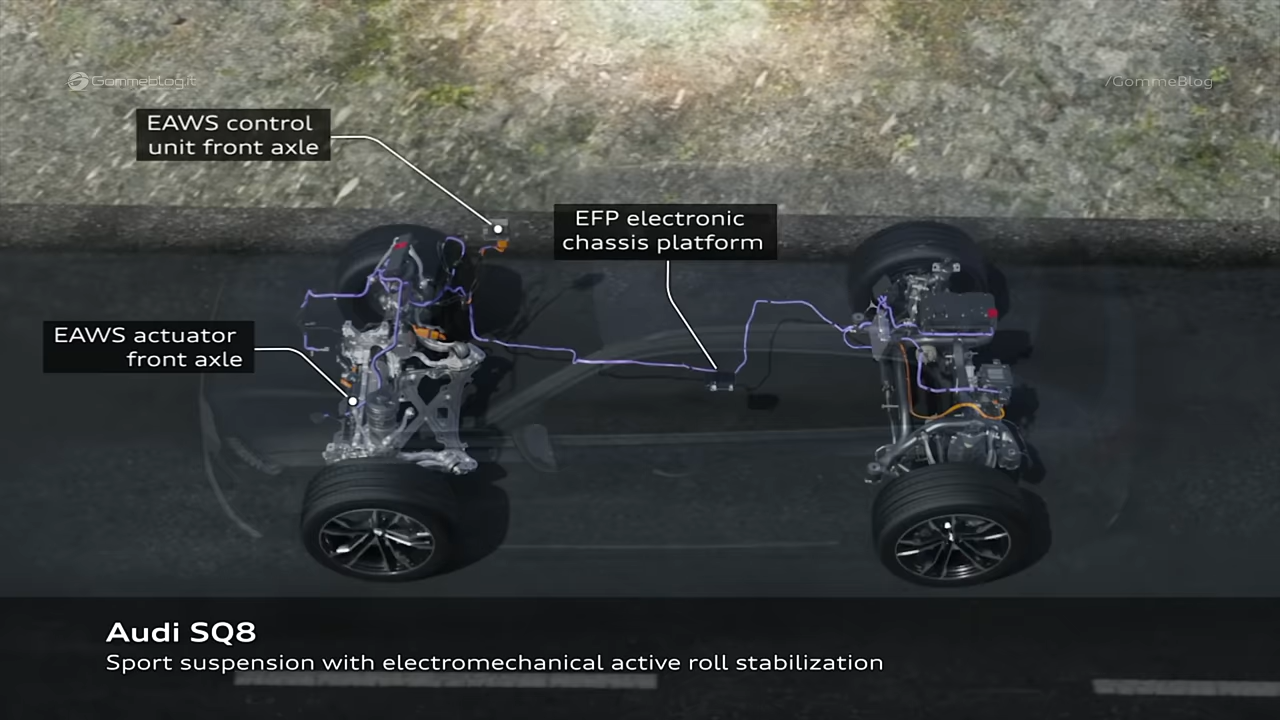 Gommeblog.it
/GommeBlog
EAWS control
unit front axle
EFP electronic
chassis platform
EAWS actuator
front axle
Audi SQ8
Sport suspension with electromechanical active roll stabilization